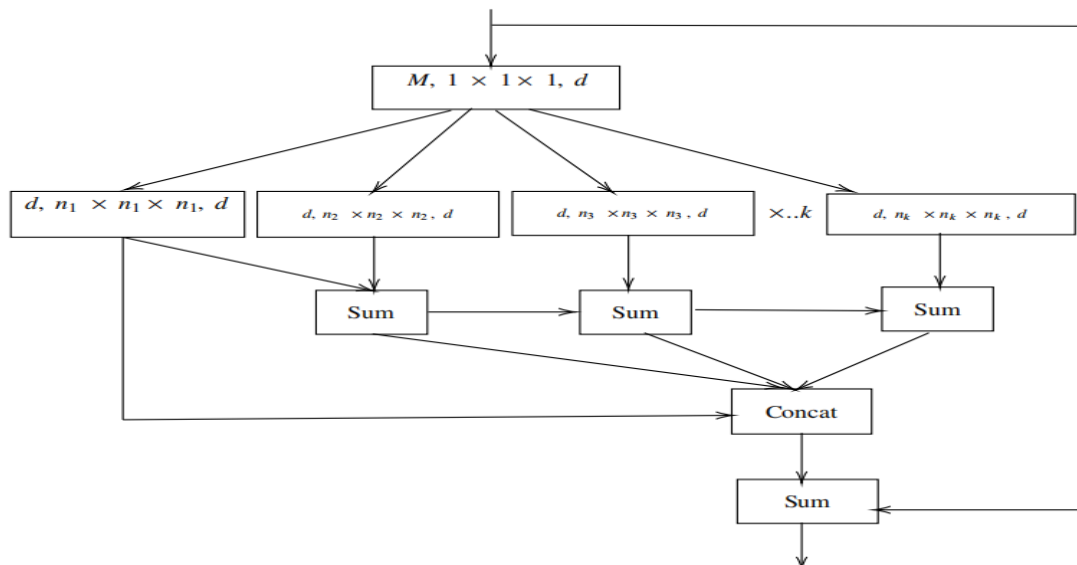 M, 1 × 1 × 1, d
d, n₁ × n₁ × n₁, d
d, n₂ × n₂ × n₂, d
d, n₃ × n₃ × n₃, d
×..k
d, nₖ × nₖ × nₖ, d
Sum
Sum
Sum
Concat
Sum